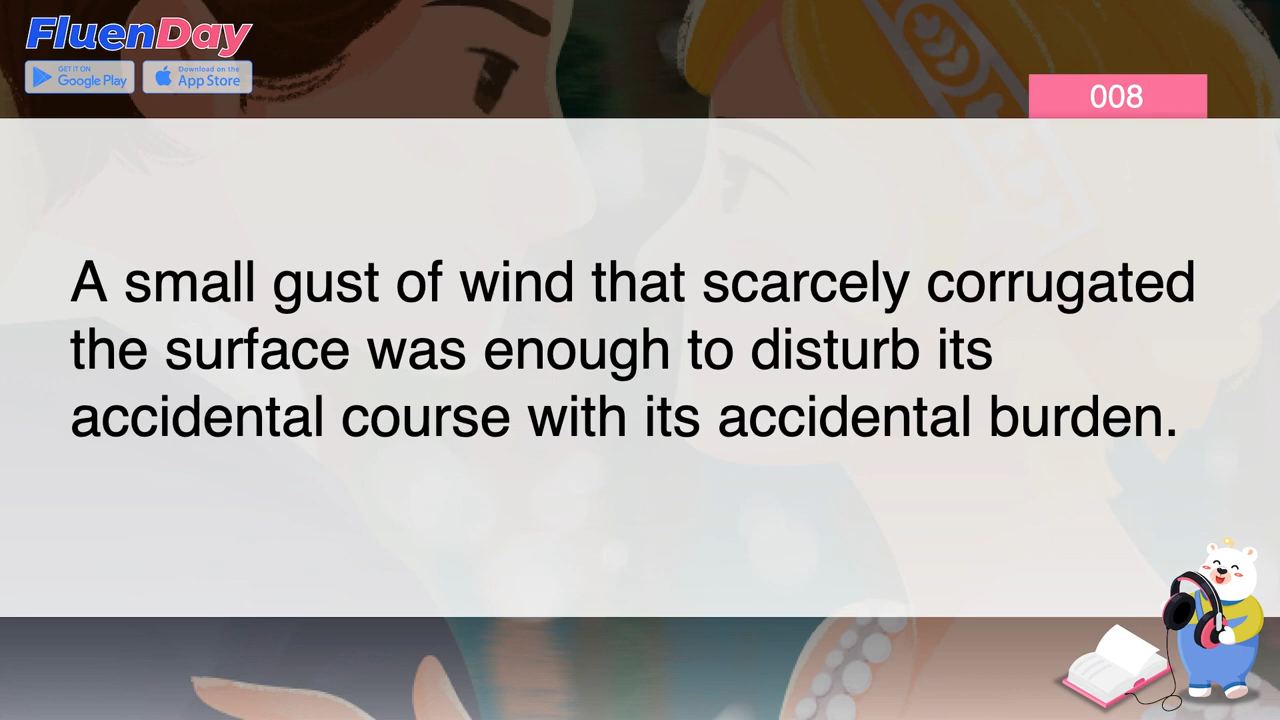 FluenDay
GET IT ON
Google Play
Download on the
App Store
008
A small gust of wind that scarcely corrugated
the surface was enough to disturb its
accidental course with its accidental burden.